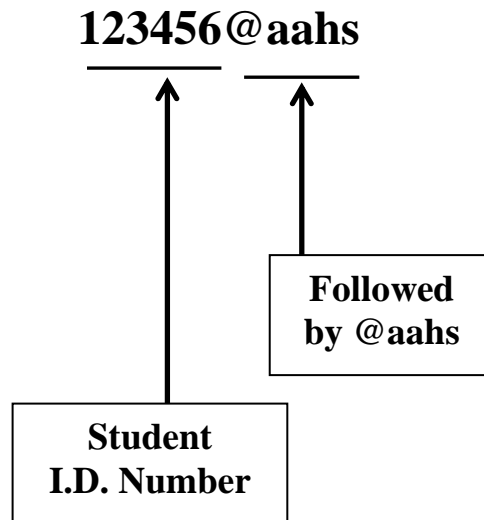 123456@aahs
Followed
by @aahs
Student
I.D. Number